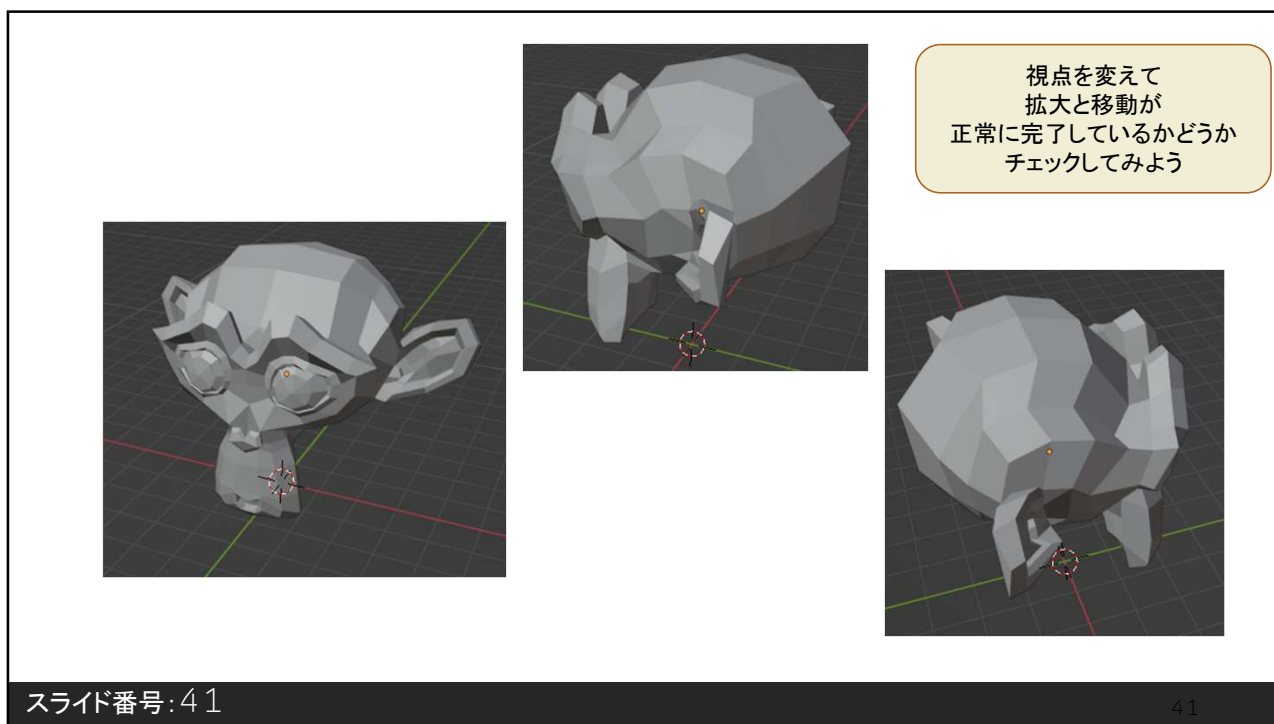 視点を変えて
拡大と移動が
正常に完了しているかどうか
チェックしてみよう
スライド番号:41
41